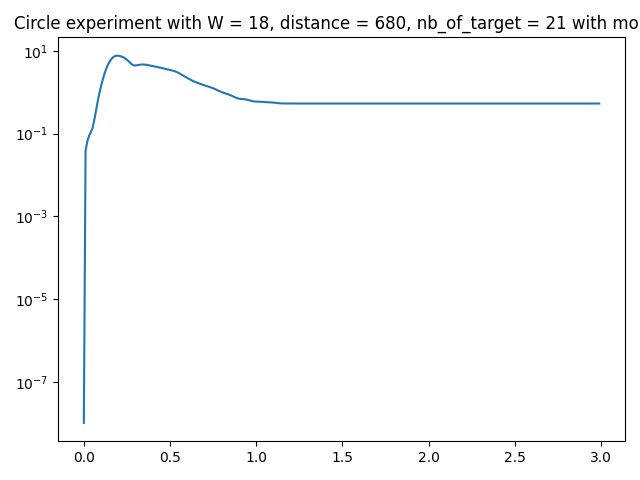 Circle experiment with W = 18, distance = 680, nb_of_target = 21 with mo
10¹
10⁻¹
10⁻³
10⁻⁵
10⁻⁷
0.0 0.5 1.0 1.5 2.0 2.5 3.0